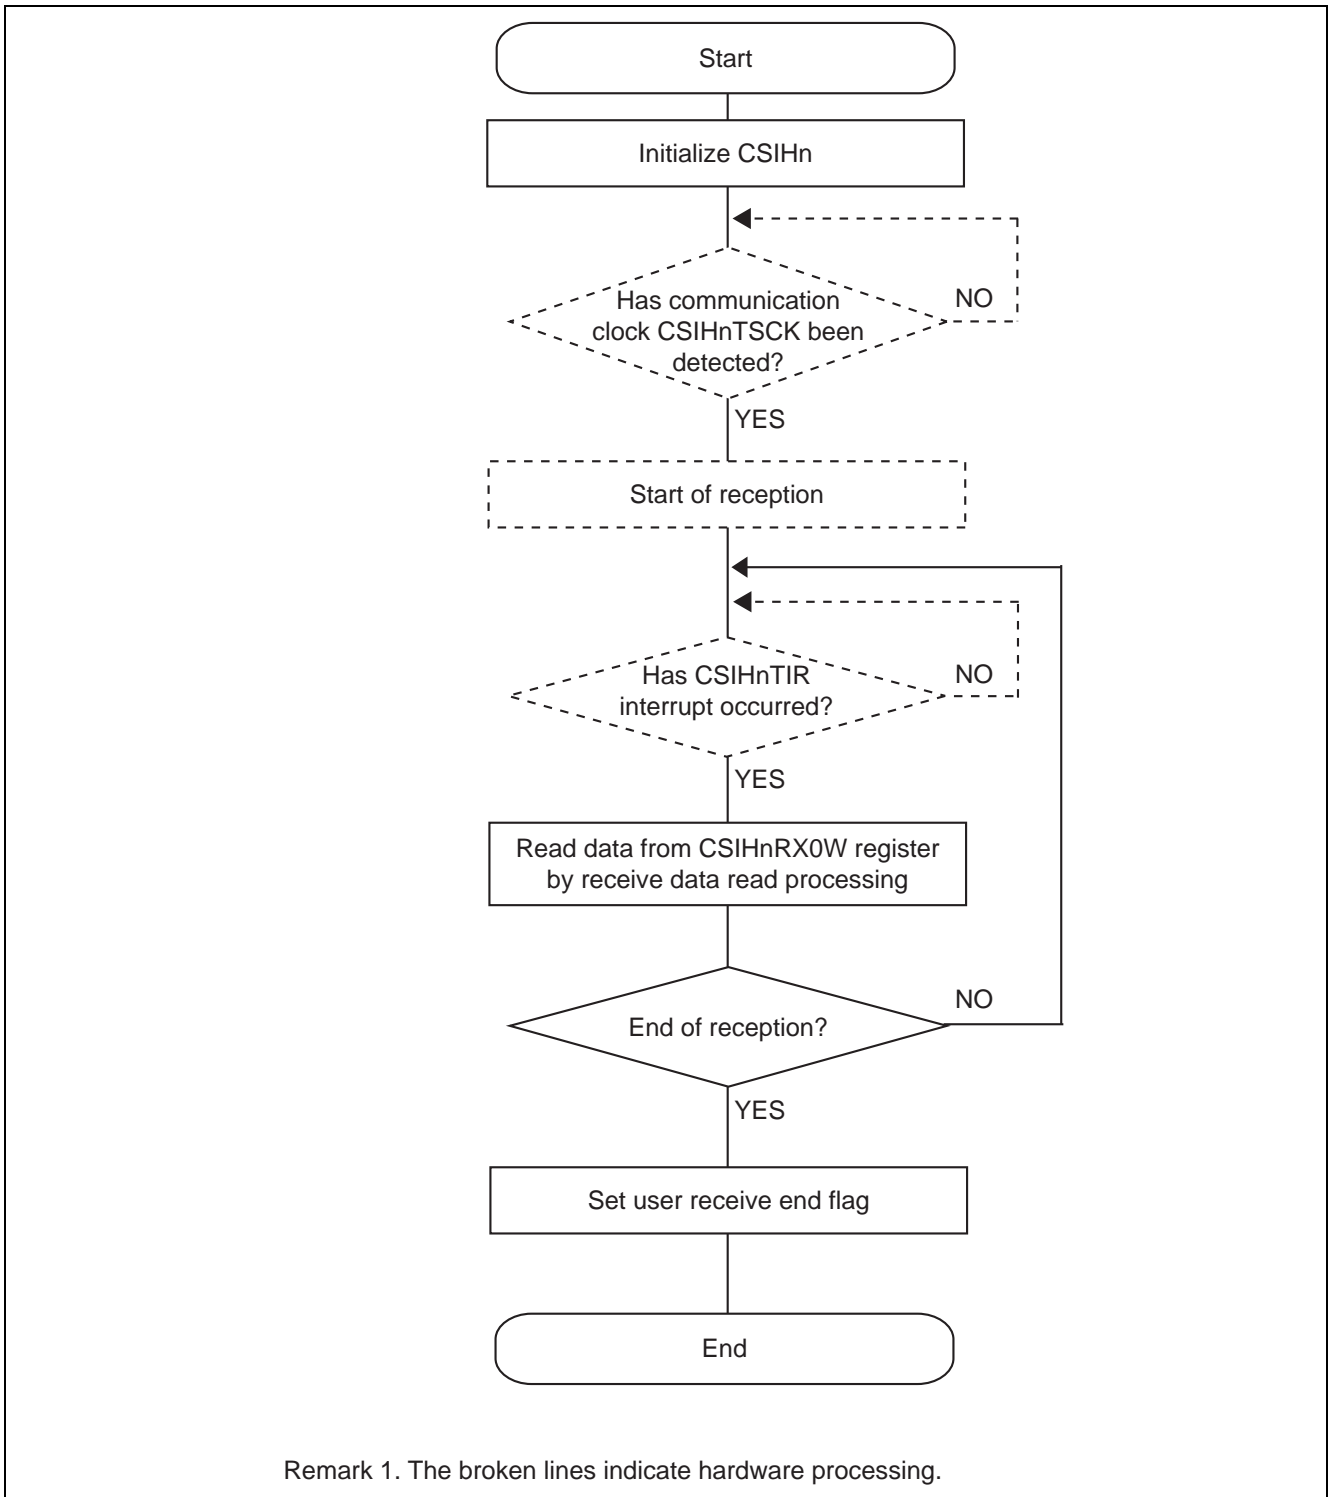 Start
Initialize CSIHn
Has communication
clock CSIHnTSCK been
detected?
NO
YES
Start of reception
Has CSIHnTIR
interrupt occurred?
NO
YES
Read data from CSIHnRX0W register
by receive data read processing
End of reception?
NO
YES
Set user receive end flag
End
Remark 1. The broken lines indicate hardware processing.